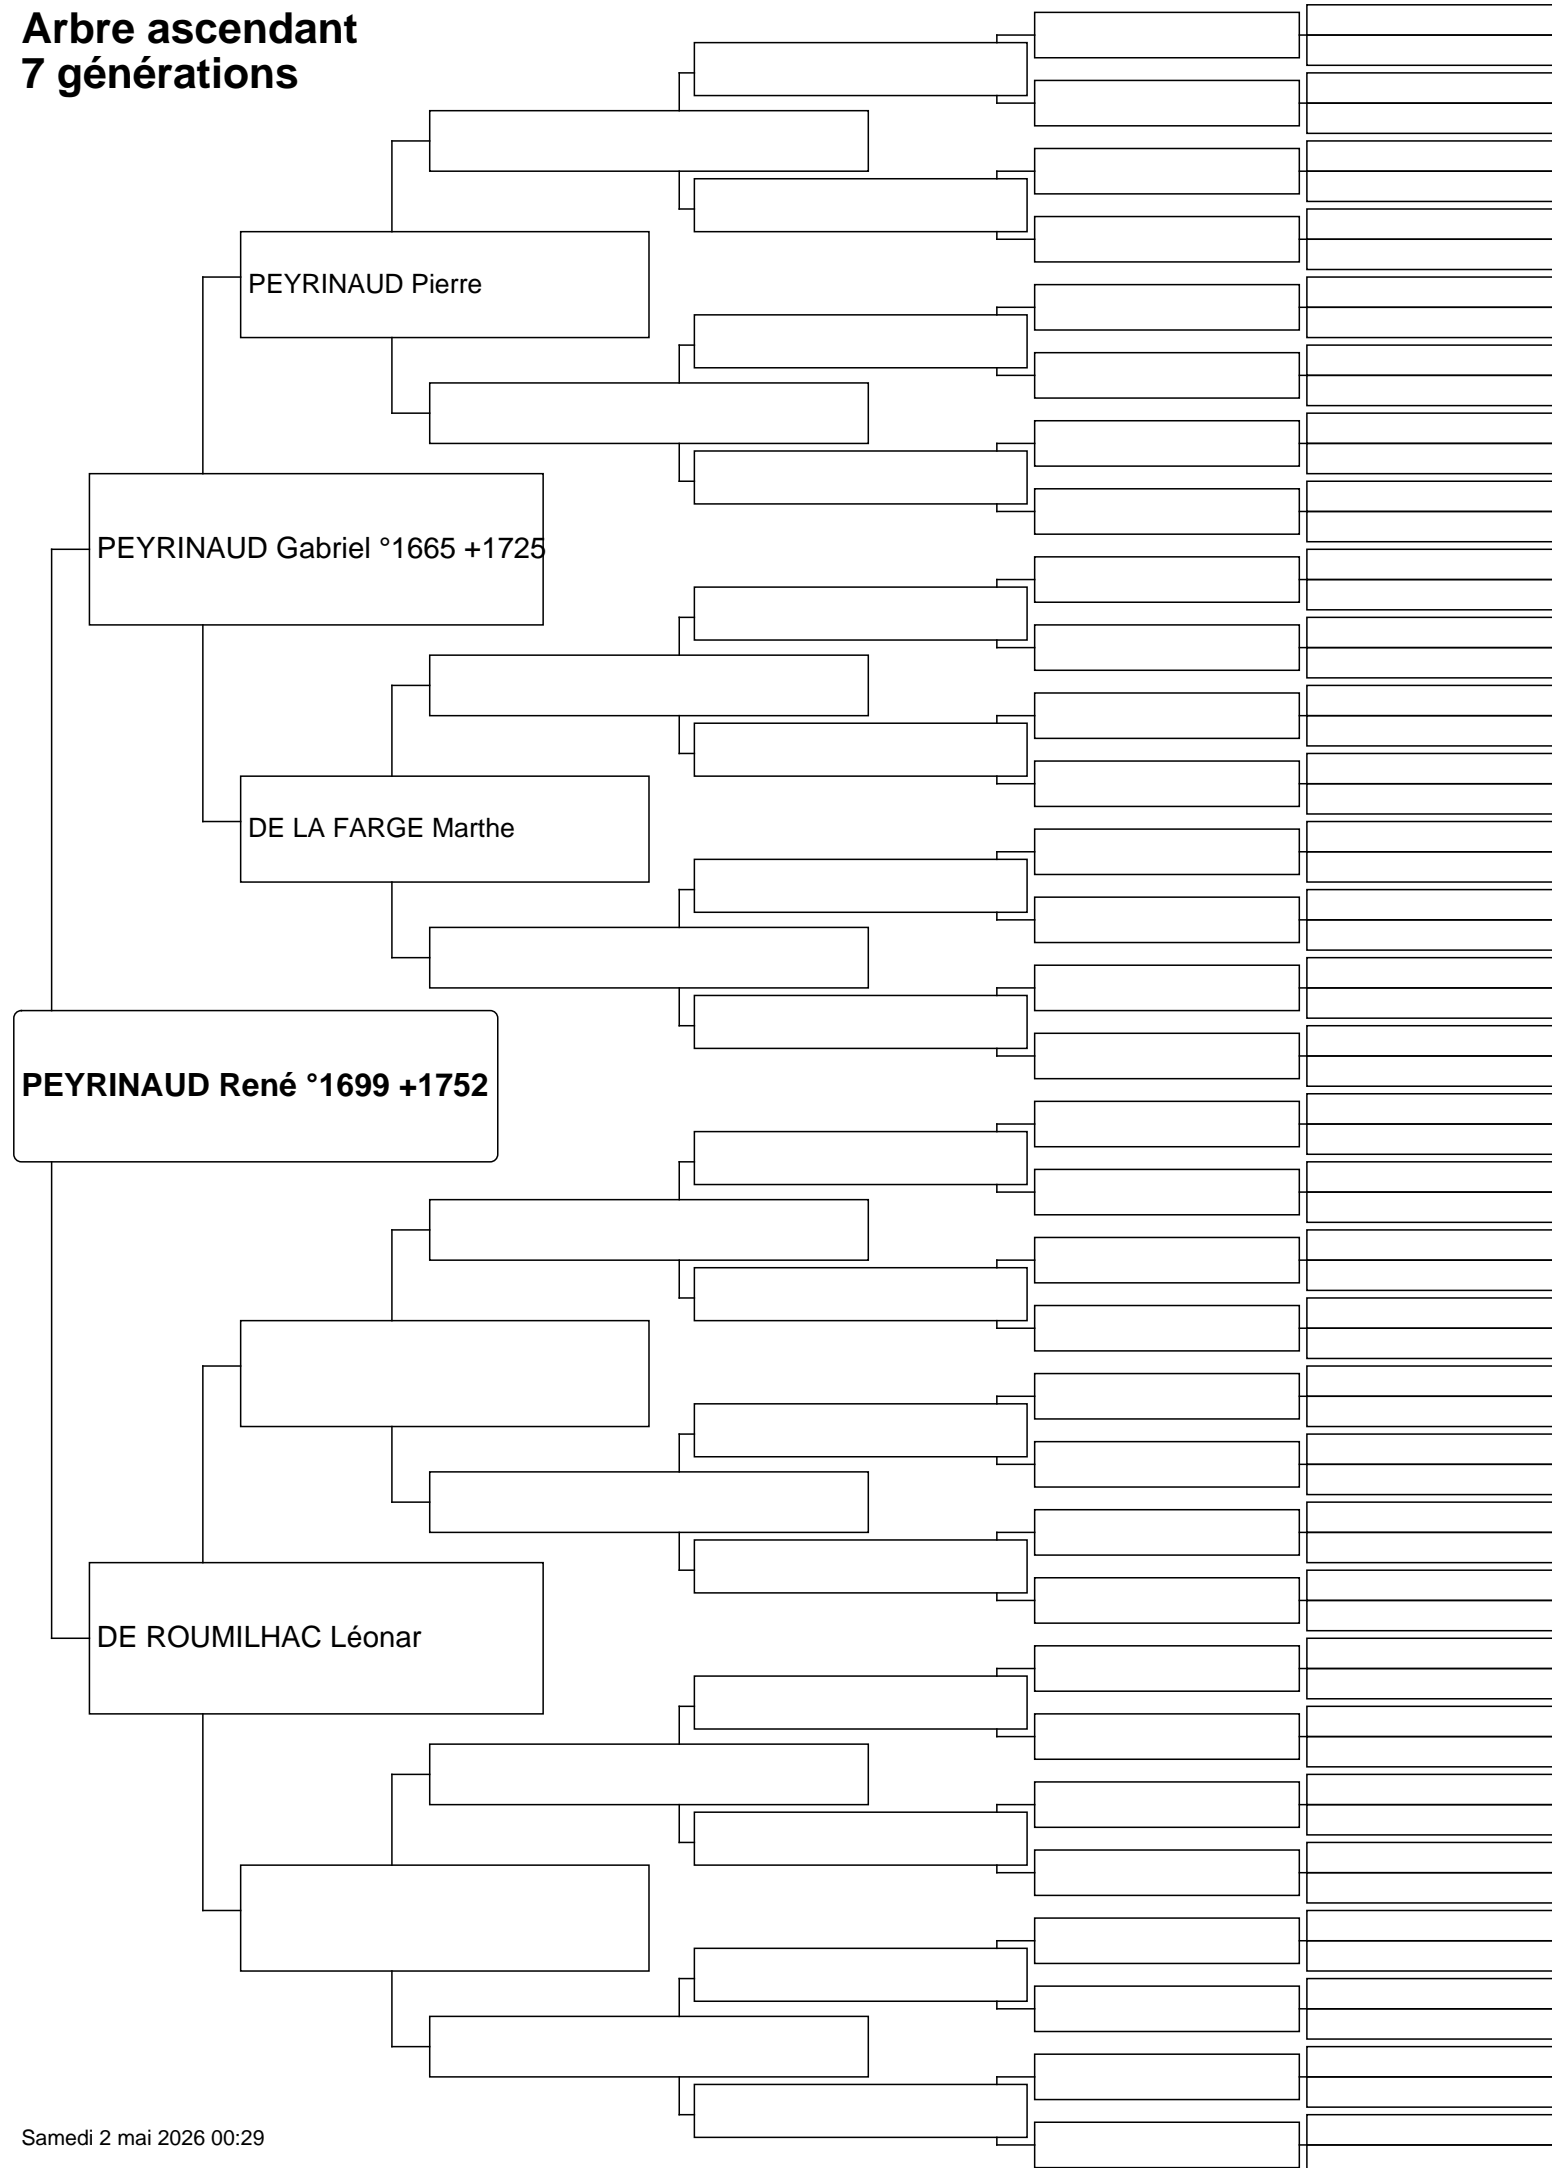 Arbre ascendant
7 générations
PEYRINAUD Pierre
PEYRINAUD Gabriel °1665 +1725
DE LA FARGE Marthe
PEYRINAUD René °1699 +1752
DE ROUMILHAC Léonar
Samedi 2 mai 2026 00:29